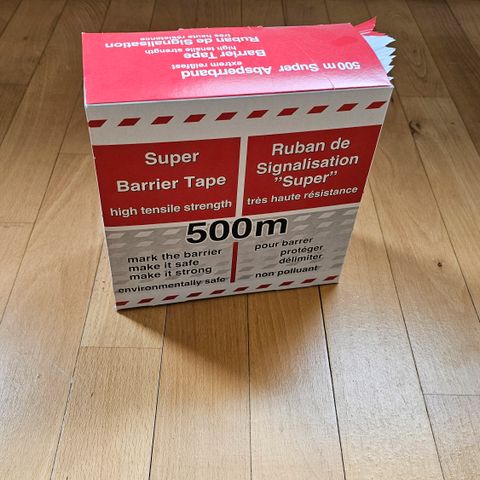 500 m Super Absperrband
extrem reißfest
Barrier Tape
high tensile strength
Ruban de Signalisation
très haute résistance
Super
Barrier Tape
high tensile strength
Ruban de
Signalisation
"Super"
très haute résistance
500m
mark the barrier
make it safe
make it strong
environmentally safe
pour barrer
protéger
délimiter
non polluant